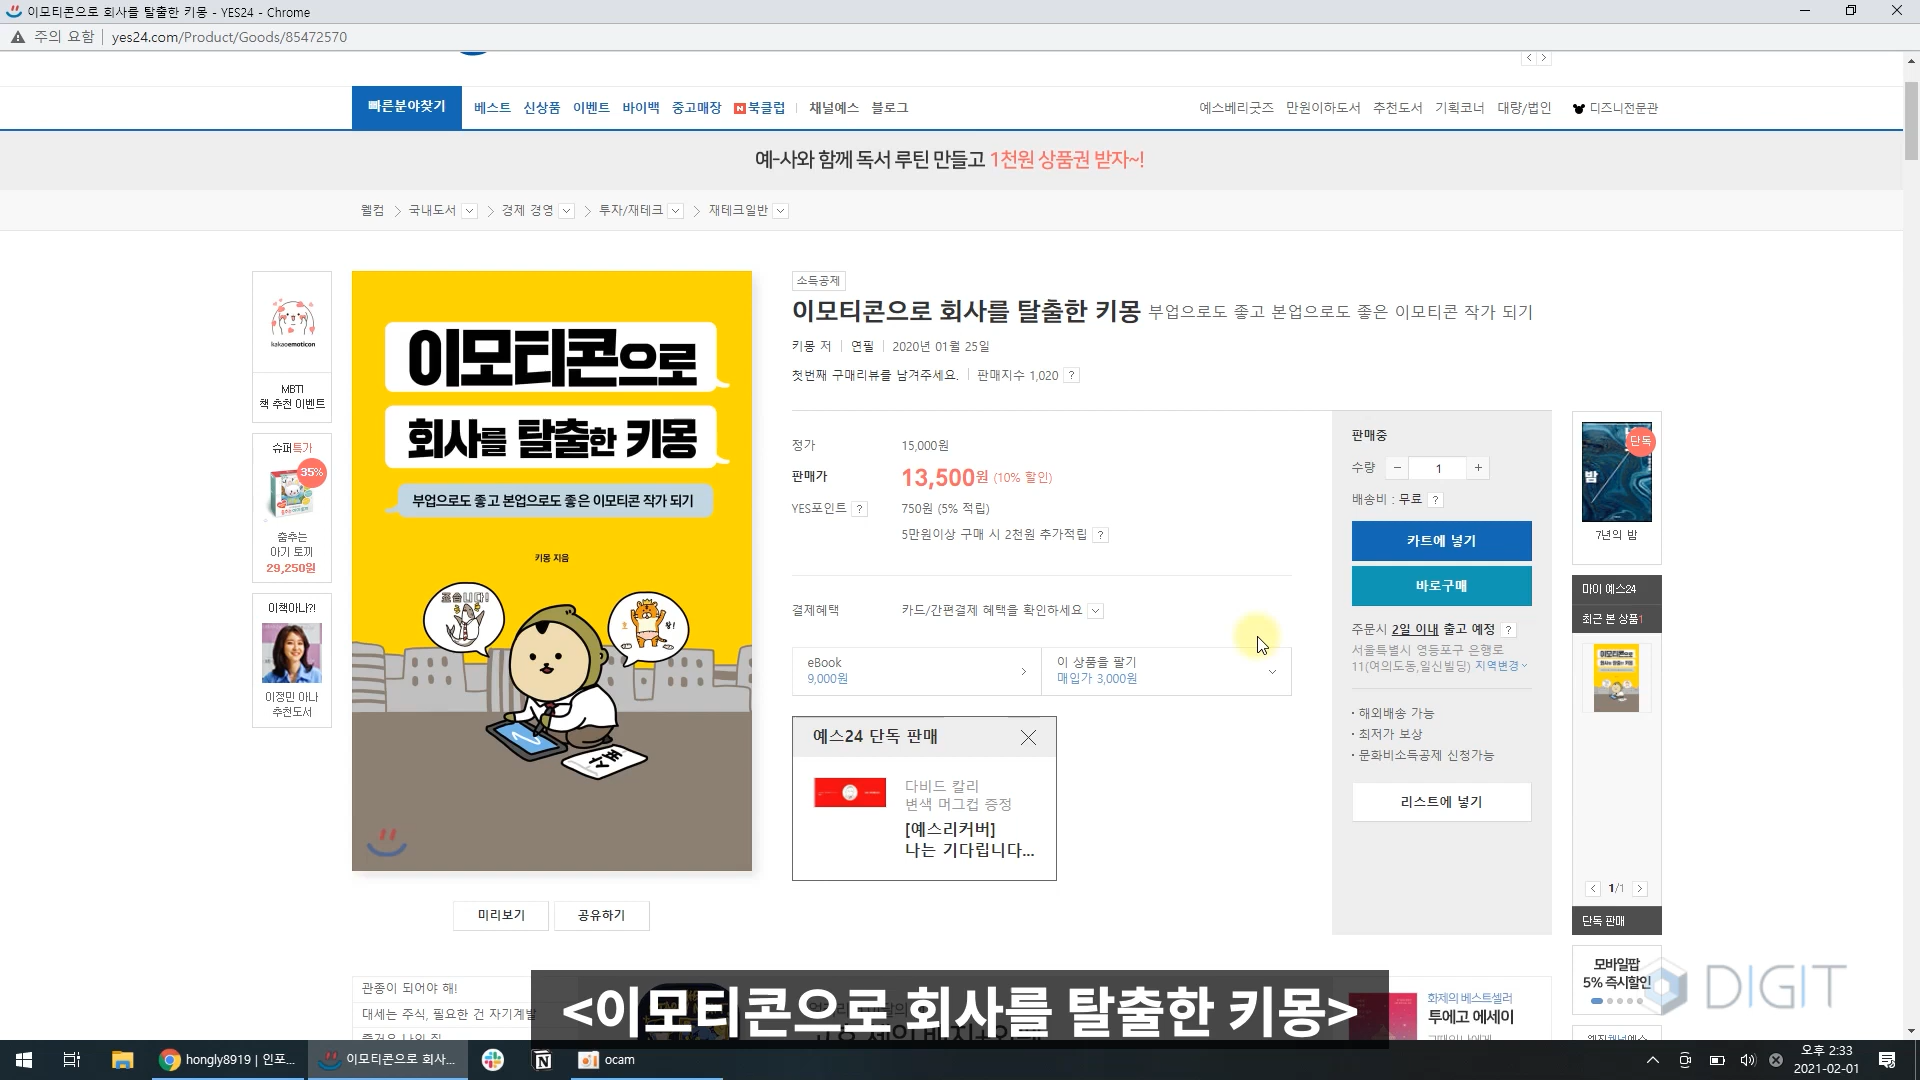 이모티콘으로 회사를 탈출한 키몽 - YES24 - Chrome
주의 요함 | yes24.com/Product/Goods/85472570
빠른분야찾기 베스트 신상품 이벤트 바이백 중고매장 N 북클럽 채널예스 블로그 예스베리굿즈 만원이하도서 추천도서 기획코너 대량/법인 디즈니전문관
예-사와 함께 독서 루틴 만들고 1천원 상품권 받자~!
웰컴 > 국내도서 > 경제 경영 > 투자/재테크 > 재테크일반
kakaoemoticon
MBTI
책 추천 이벤트
슈퍼특가
35%
춤추는
아기 토끼
29,250원
이책아나?!
이정민 아나
추천도서
이모티콘으로
회사를 탈출한 키몽
부업으로도 좋고 본업으로도 좋은 이모티콘 작가 되기
키몽 지음
미리보기 공유하기
소득공제
이모티콘으로 회사를 탈출한 키몽 부업으로도 좋고 본업으로도 좋은 이모티콘 작가 되기
키몽 저 | 연필 | 2020년 01월 25일
첫번째 구매리뷰를 남겨주세요. | 판매지수 1,020 ?
정가 15,000원
판매가 13,500원 (10% 할인)
YES포인트 ? 750원 (5% 적립)
5만원이상 구매 시 2천원 추가적립 ?
결제혜택 카드/간편결제 혜택을 확인하세요
eBook
9,000원
이 상품을 팔기
매입가 3,000원
예스24 단독 판매
다비드 칼리
변색 머그컵 증정
[예스리커버]
나는 기다립니다...
판매중
수량 − 1 +
배송비 : 무료 ?
카트에 넣기
바로구매
주문시 2일 이내 출고 예정 ?
서울특별시 영등포구 은행로
11(여의도동,일신빌딩) 지역변경
· 해외배송 가능
· 최저가 보상
· 문화비소득공제 신청가능
리스트에 넣기
단독
7년의 밤
마이 예스24
최근 본 상품1
1/1
단독 판매
모바일팝
5% 즉시할인
DIGIT
관종이 되어야 해!
대세는 주식, 필요한 건 자기계발
화제의 베스트셀러
투에고 에세이
<이모티콘으로 회사를 탈출한 키몽>
hongly8919 | 인포... 이모티콘으로 회사... ocam
오후 2:33
2021-02-01